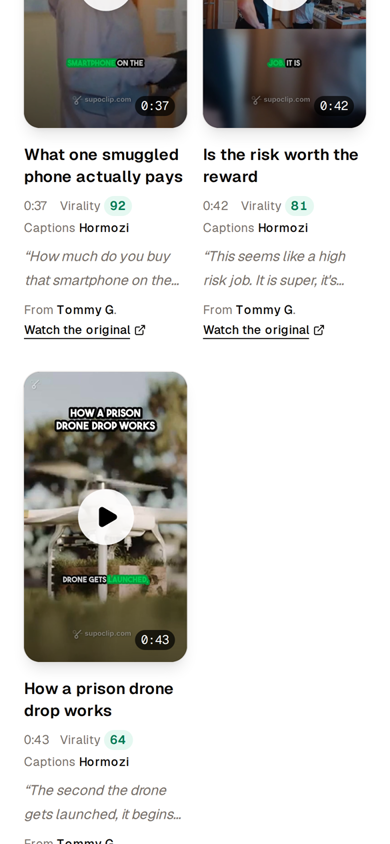 SMARTPHONE ON THE
supoclip.com
0:37
JOB. IT IS
supoclip.com
0:42
What one smuggled
phone actually pays
0:37 Virality 92
Captions Hormozi
“How much do you buy
that smartphone on the…
From Tommy G.
Watch the original
Is the risk worth the
reward
0:42 Virality 81
Captions Hormozi
“This seems like a high
risk job. It is super, it's…
From Tommy G.
Watch the original
HOW A PRISON
DRONE DROP WORKS
DRONE GETS LAUNCHED,
supoclip.com
0:43
How a prison drone
drop works
0:43 Virality 64
Captions Hormozi
“The second the drone
gets launched, it begins…
From Tommy G.